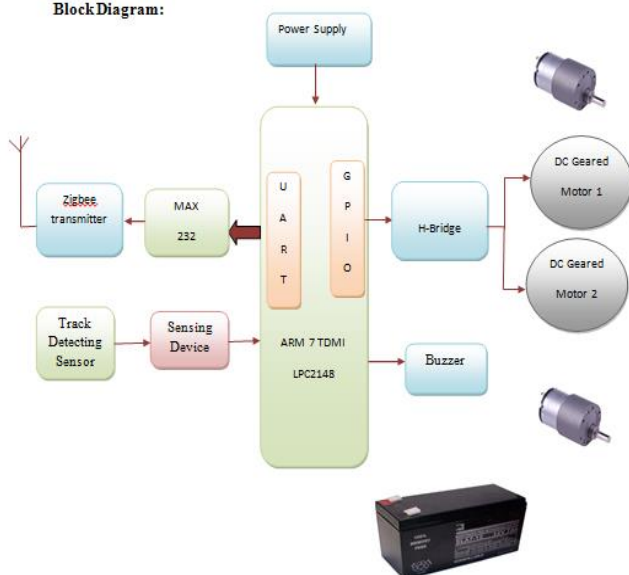 Block Diagram:
Power Supply
U
A
R
T
G
P
I
O
Zigbee
transmitter
MAX
232
H-Bridge
DC Geared
Motor 1
DC Geared
Motor 2
Track
Detecting
Sensor
Sensing
Device
ARM 7 TDMI
LPC2148
Buzzer